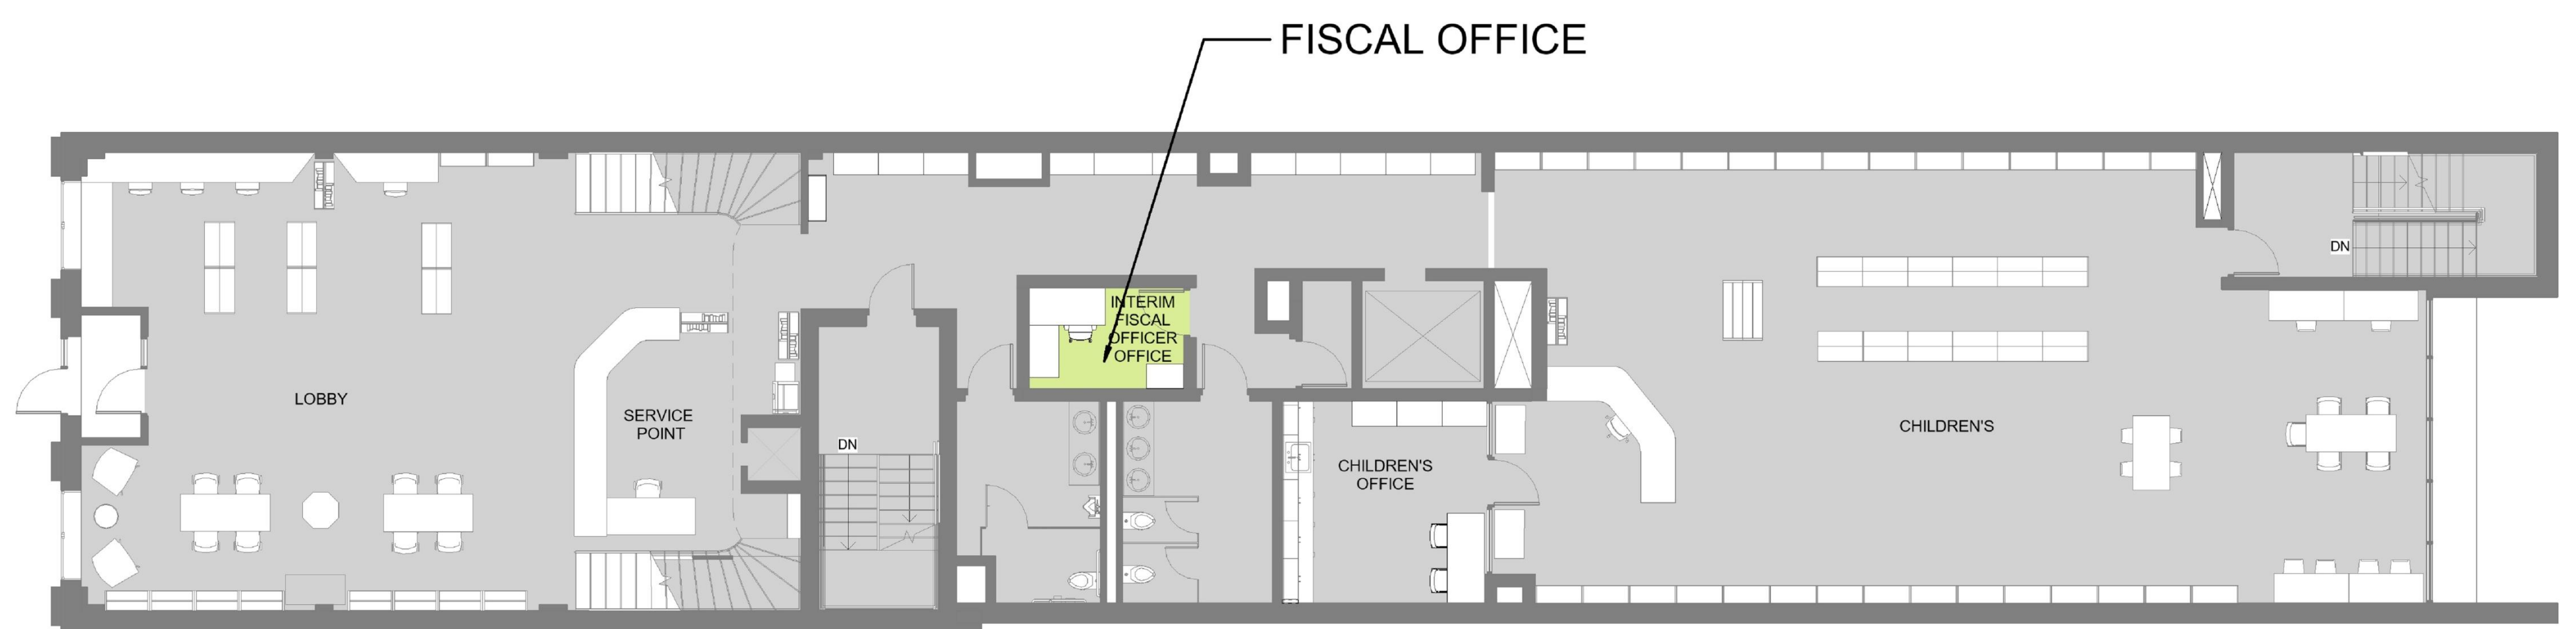 FISCAL OFFICE
DN
INTERIM
FISCAL
OFFICER
OFFICE
LOBBY
SERVICE
POINT
CHILDREN'S
DN
CHILDREN'S
OFFICE